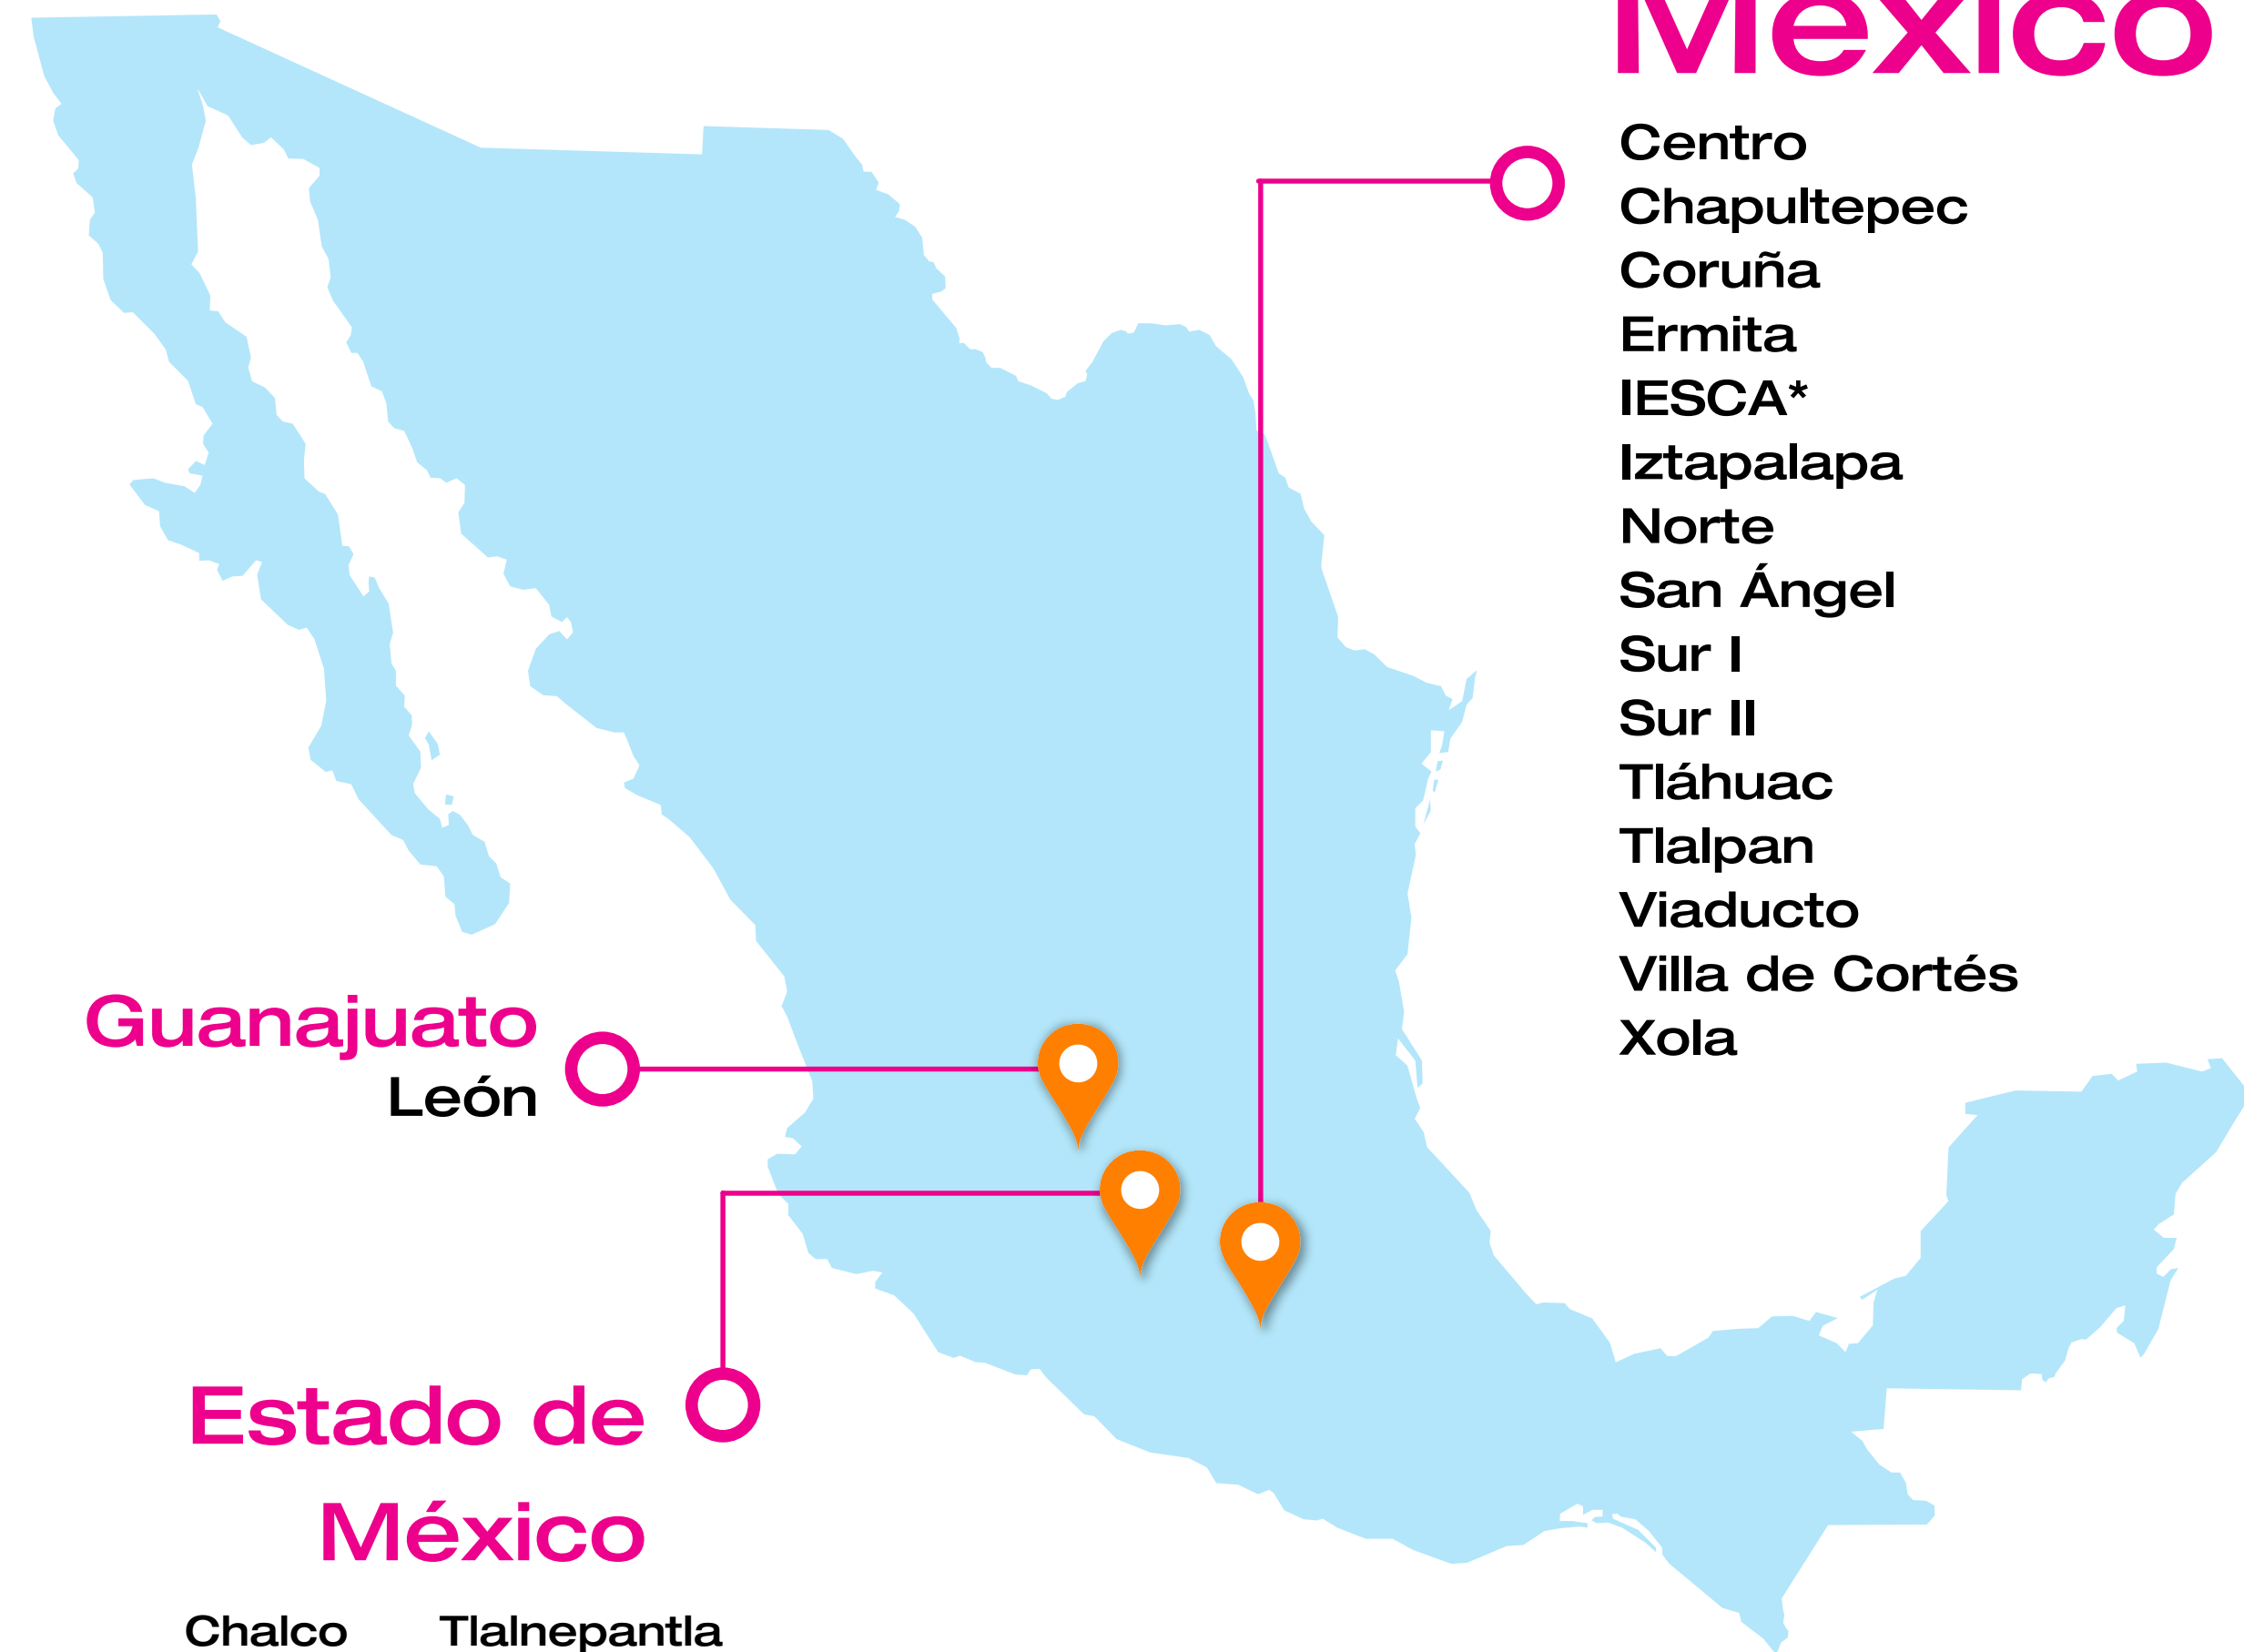 México
Centro
Chapultepec
Coruña
Ermita
IESCA*
Iztapalapa
Norte
San Ángel
Sur I
Sur II
Tláhuac
Tlalpan
Viaducto
Villa de Cortés
Xola
Guanajuato
León
Estado de
México
Chalco Tlalnepantla